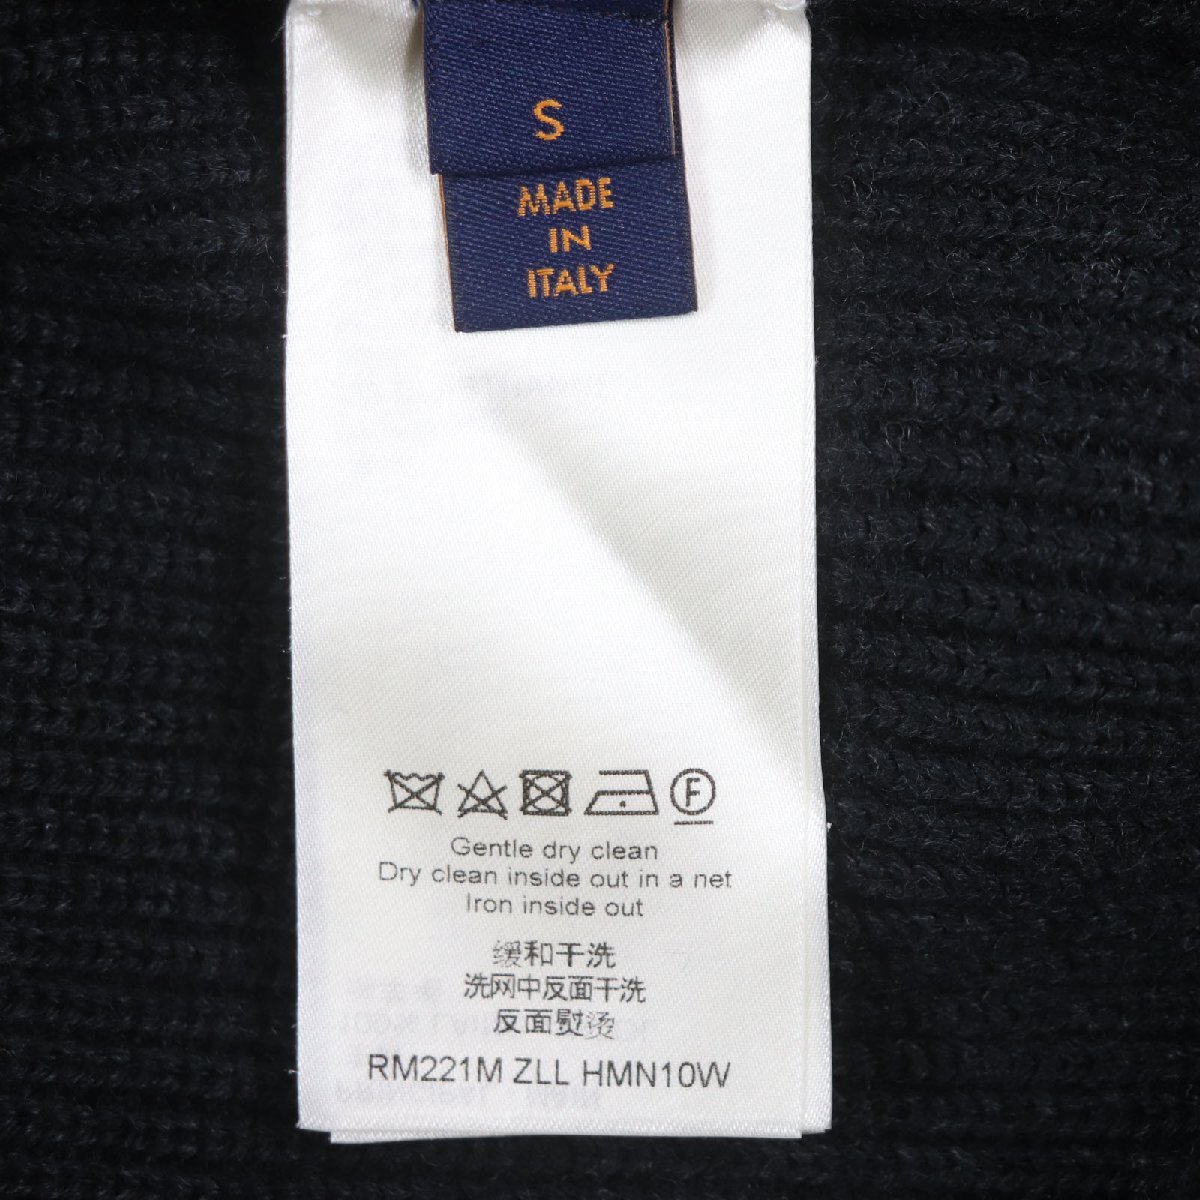 S
MADE
IN
ITALY
F
Gentle dry clean
Dry clean inside out in a net
Iron inside out
缓和干洗
洗网中反面干洗
反面熨烫
RM221M ZLL HMN10W